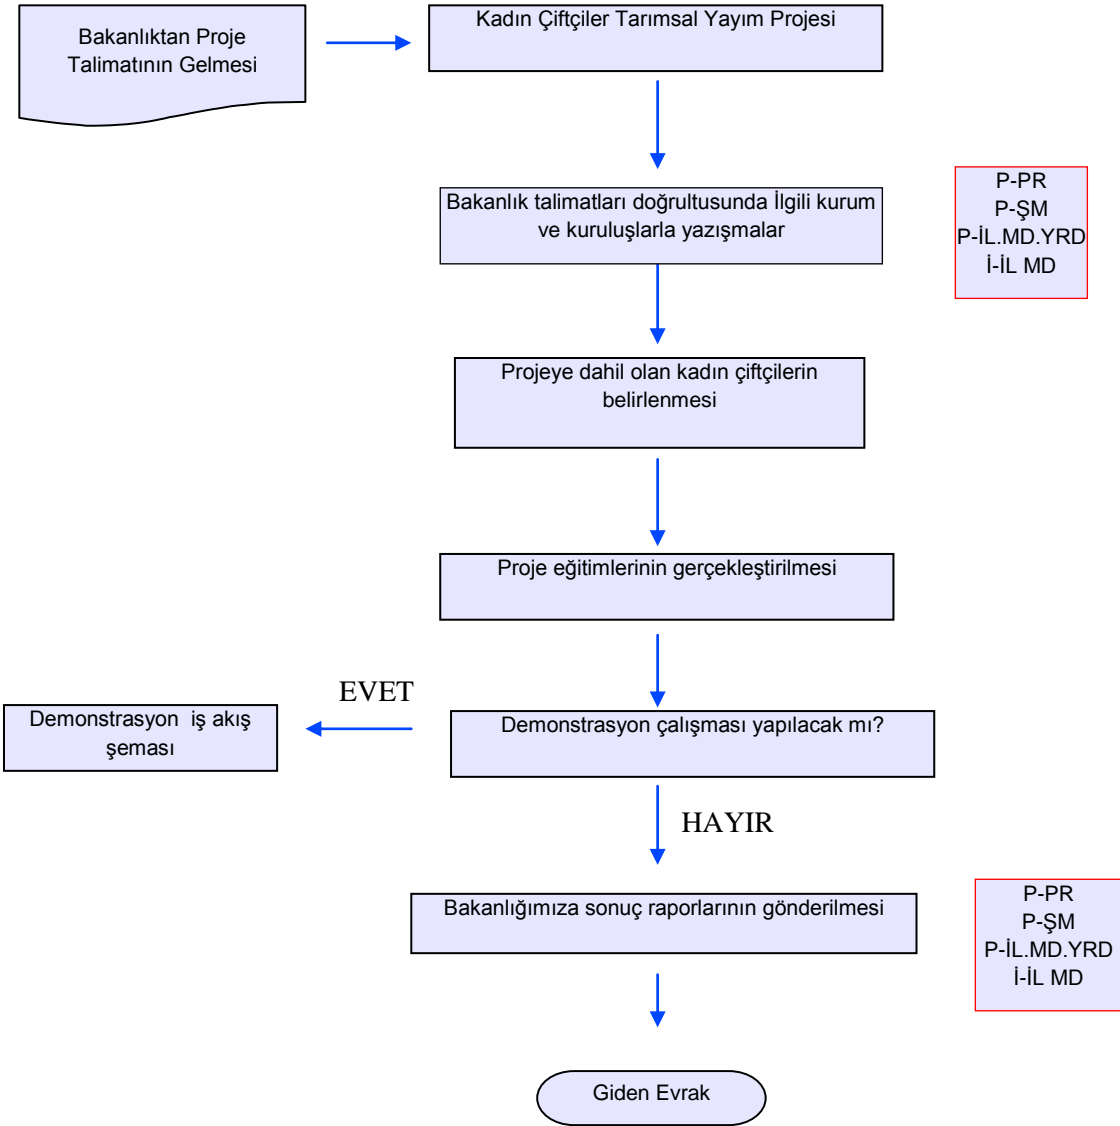 Bakanlıktan Proje
Talimatının Gelmesi
Kadın Çiftçiler Tarımsal Yayım Projesi
Bakanlık talimatları doğrultusunda İlgili kurum
ve kuruluşlarla yazışmalar
P-PR
P-ŞM
P-İL.MD.YRD
İ-İL MD
Projeye dahil olan kadın çiftçilerin
belirlenmesi
Proje eğitimlerinin gerçekleştirilmesi
EVET
Demonstrasyon iş akış
şeması
Demonstrasyon çalışması yapılacak mı?
HAYIR
Bakanlığımıza sonuç raporlarının gönderilmesi
P-PR
P-ŞM
P-İL.MD.YRD
İ-İL MD
Giden Evrak